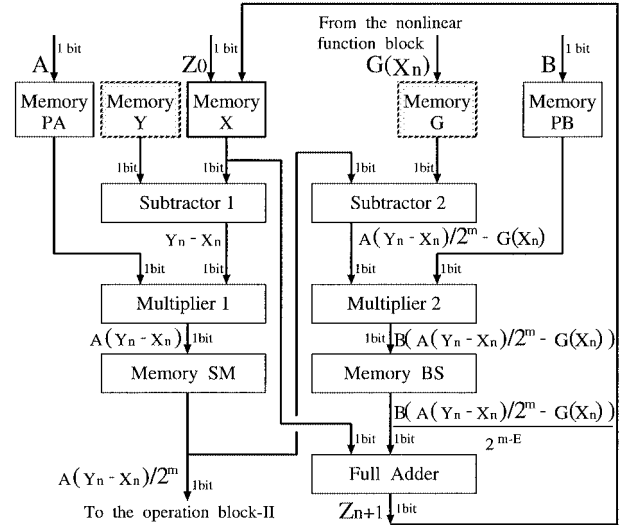 From the nonlinear
function block
1 bit
1 bit
1 bit
A
Z0
G(Xn)
B
Memory
PA
Memory
Y
Memory
X
Memory
G
Memory
PB
1bit
1bit
1bit
1bit
Subtractor 1
Subtractor 2
Yn - Xn
A(Yn - Xn)/2^m - G(Xn)
1bit
1bit
1bit
1bit
Multiplier 1
Multiplier 2
A(Yn - Xn)
1bit
1bit
B(A(Yn - Xn)/2^m - G(Xn))
Memory SM
Memory BS
B(A(Yn - Xn)/2^m - G(Xn))
2^m-E
1bit
1bit
Full Adder
A(Yn - Xn)/2^m
1bit
Zn+1
1bit
To the operation block-II